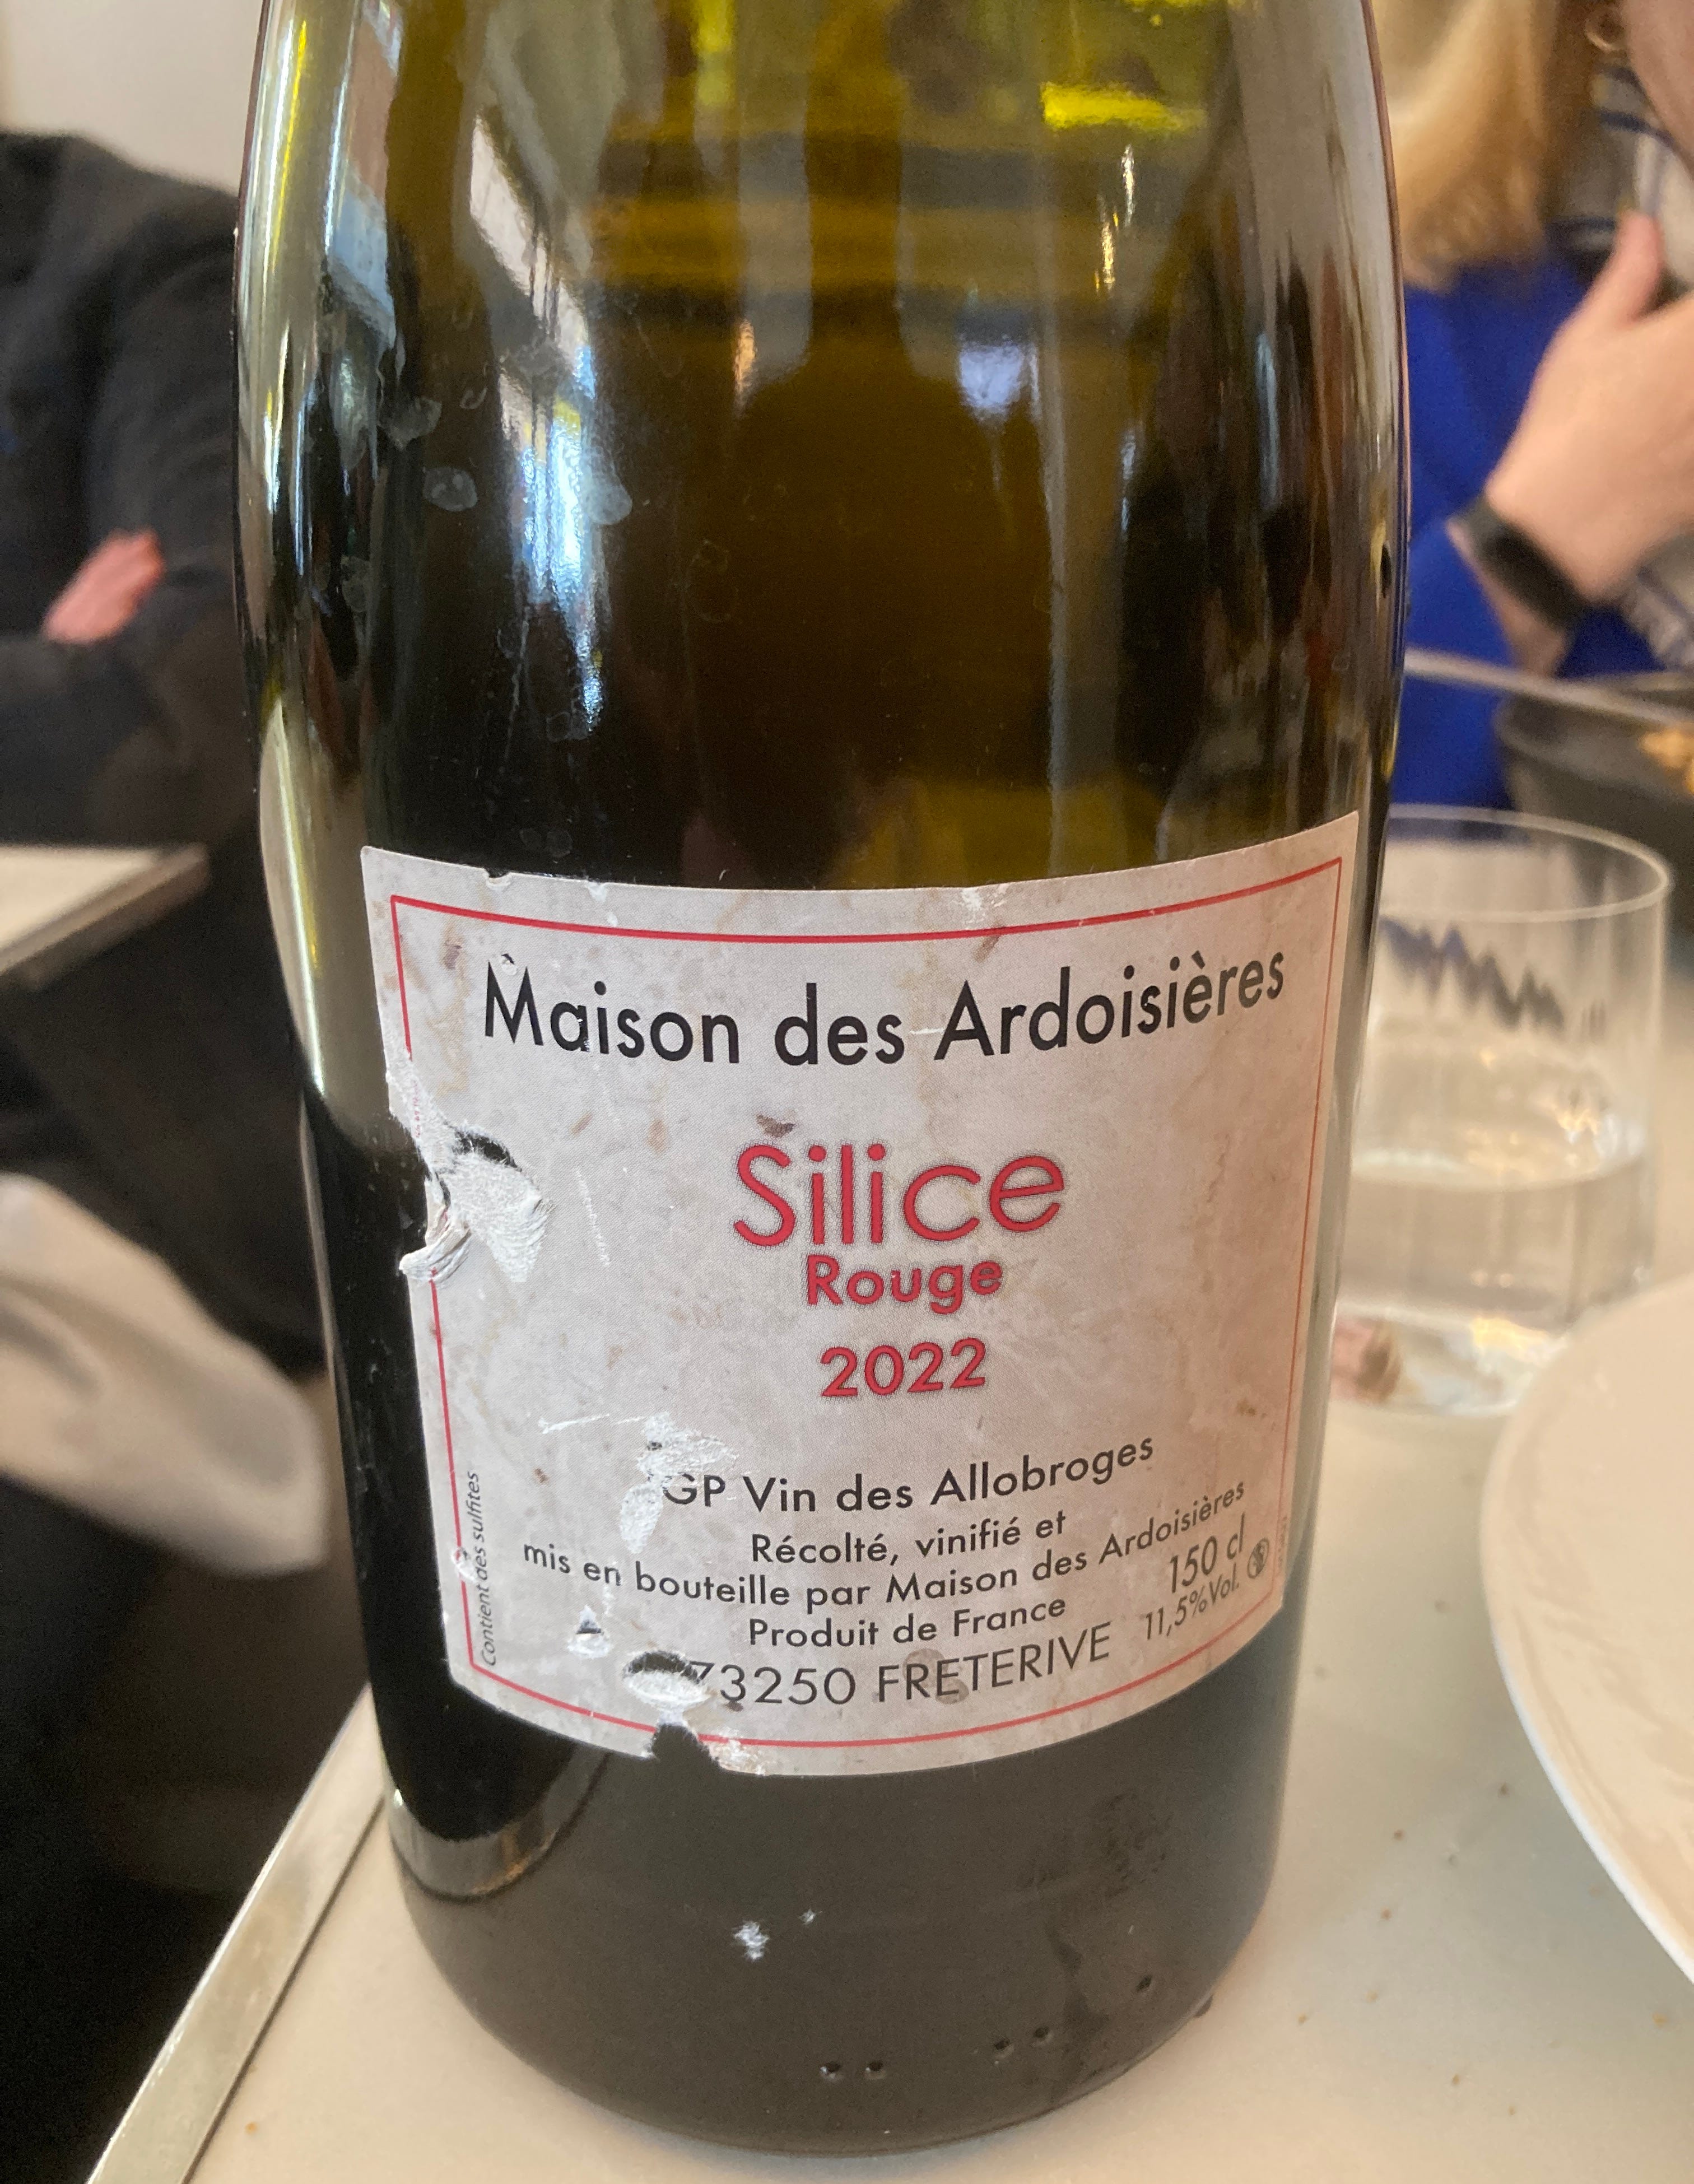 Maison des Ardoisières
Silice
Rouge
2022
GP Vin des Allobroges
Récolté, vinifié et
mis en bouteille par Maison des Ardoisières
Produit de France
73250 FRETERIVE
150 cl
11,5%Vol.
Contient des sulfites